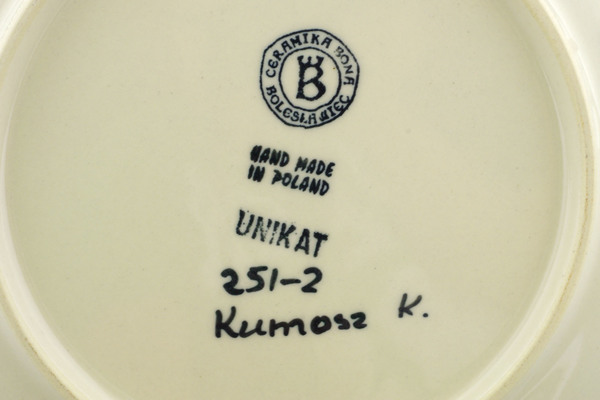 CERAMIKA BONA
BOLESŁAWIEC
B
HAND MADE
IN POLAND
UNIKAT
251-2
Kumosz K.